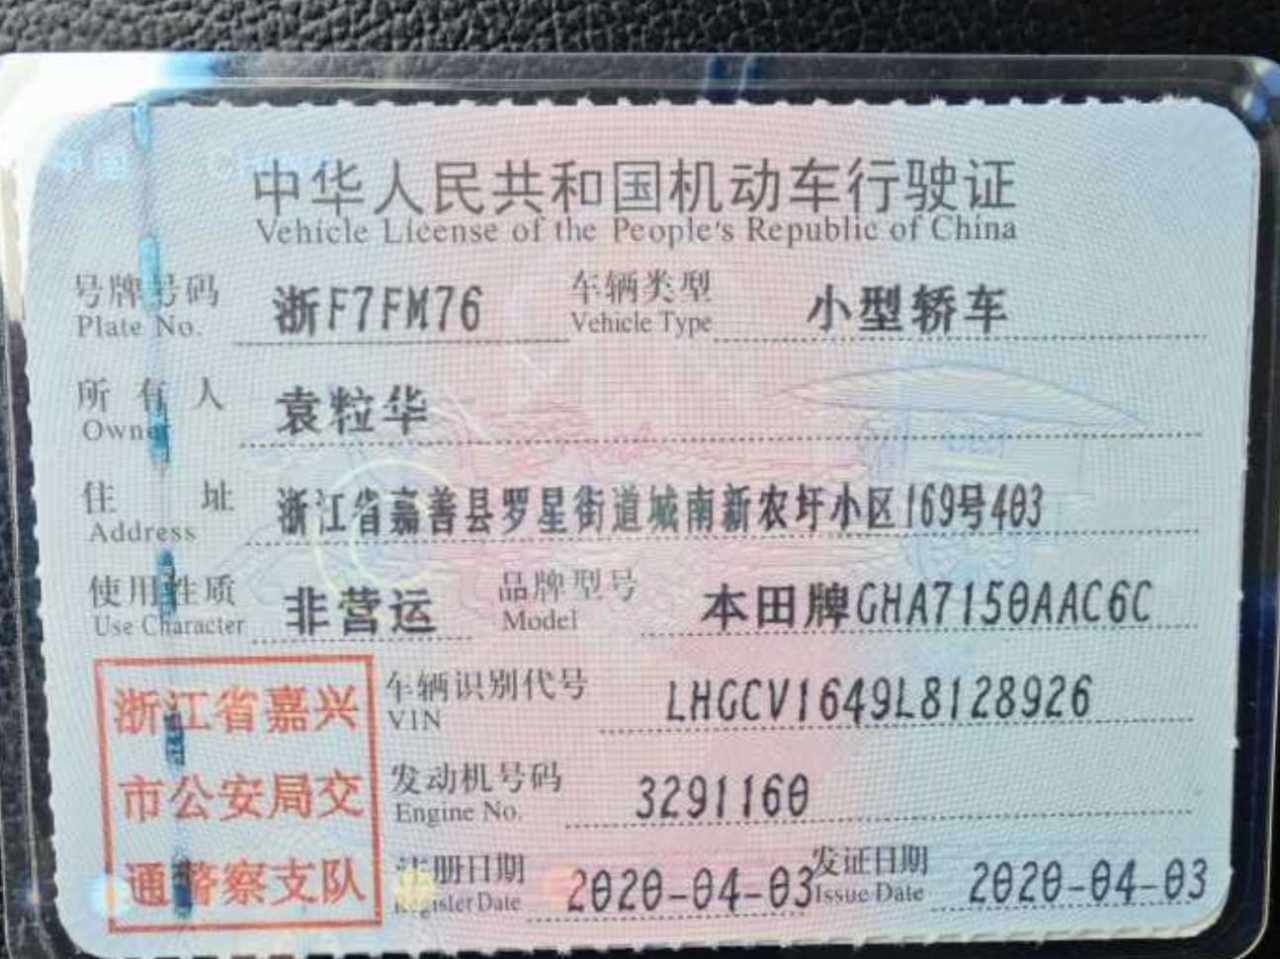 中华人民共和国机动车行驶证
Vehicle License of the People's Republic of China
号牌号码 浙F7FM76 车辆类型 小型轿车
Plate No. Vehicle Type
所有人 袁粒华
Owner
住址 浙江省嘉善县罗星街道城南新农圩小区169号403
Address
使用性质 非营运 品牌型号 本田牌GHA7150AAC6C
Use Character Model
浙江省嘉兴
市公安局交
通警察支队
车辆识别代号 LHGCV1649L8128926
VIN
发动机号码 3291160
Engine No.
注册日期 2020-04-03 发证日期 2020-04-03
Register Date Issue Date